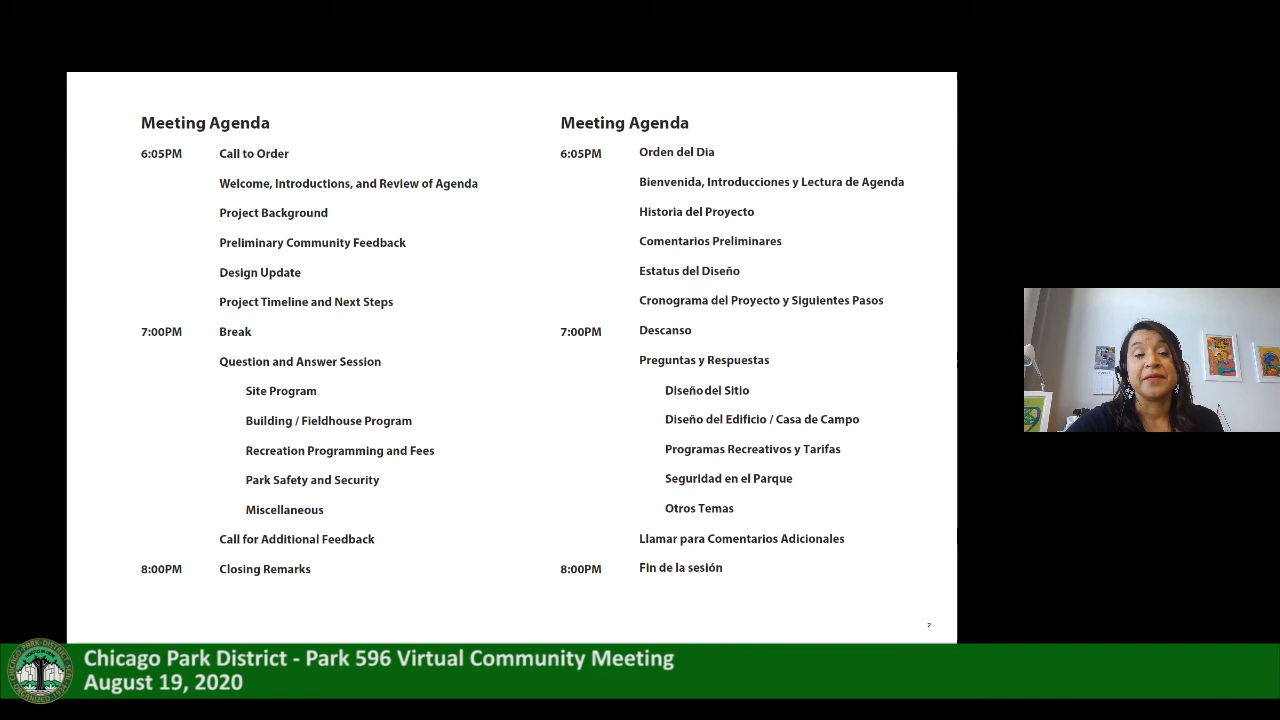 Meeting Agenda
6:05PM Call to Order
Welcome, Introductions, and Review of Agenda
Project Background
Preliminary Community Feedback
Design Update
Project Timeline and Next Steps
7:00PM Break
Question and Answer Session
Site Program
Building / Fieldhouse Program
Recreation Programming and Fees
Park Safety and Security
Miscellaneous
Call for Additional Feedback
8:00PM Closing Remarks
Meeting Agenda
6:05PM Orden del Dia
Bienvenida, Introducciones y Lectura de Agenda
Historia del Proyecto
Comentarios Preliminares
Estatus del Diseño
Cronograma del Proyecto y Siguientes Pasos
7:00PM Descanso
Preguntas y Respuestas
Diseño del Sitio
Diseño del Edificio / Casa de Campo
Programas Recreativos y Tarifas
Seguridad en el Parque
Otros Temas
Llamar para Comentarios Adicionales
8:00PM Fin de la sesión
2
Chicago Park District - Park 596 Virtual Community Meeting
August 19, 2020